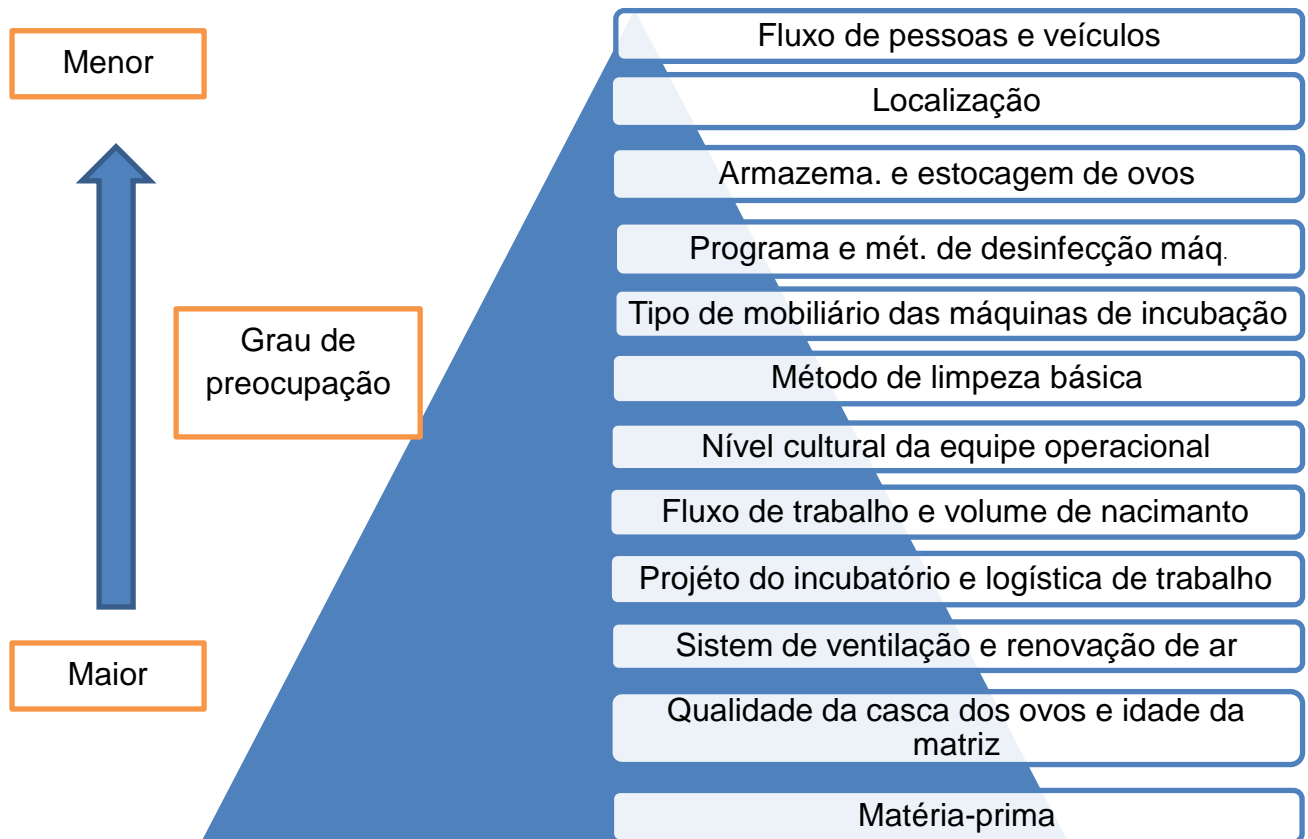 Menor
Grau de
preocupação
Maior
Fluxo de pessoas e veículos
Localização
Armazema. e estocagem de ovos
Programa e mét. de desinfecção máq.
Tipo de mobiliário das máquinas de incubação
Método de limpeza básica
Nível cultural da equipe operacional
Fluxo de trabalho e volume de nacimanto
Projéto do incubatório e logística de trabalho
Sistem de ventilação e renovação de ar
Qualidade da casca dos ovos e idade da
matriz
Matéria-prima